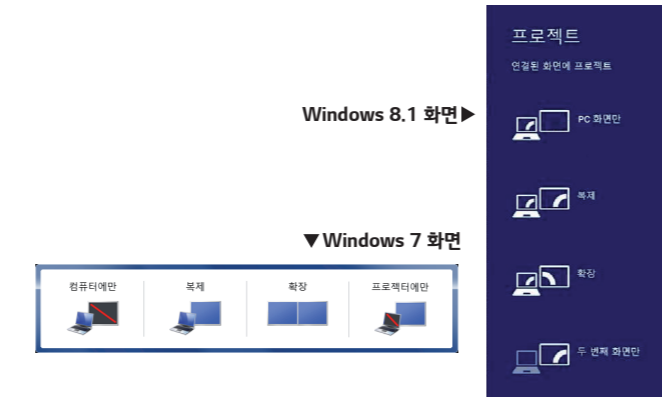 프로젝트
연결된 화면에 프로젝트
Windows 8.1 화면▶
PC 화면만
복제
확장
두 번째 화면만
▼Windows 7 화면
컴퓨터에만
복제
확장
프로젝터에만